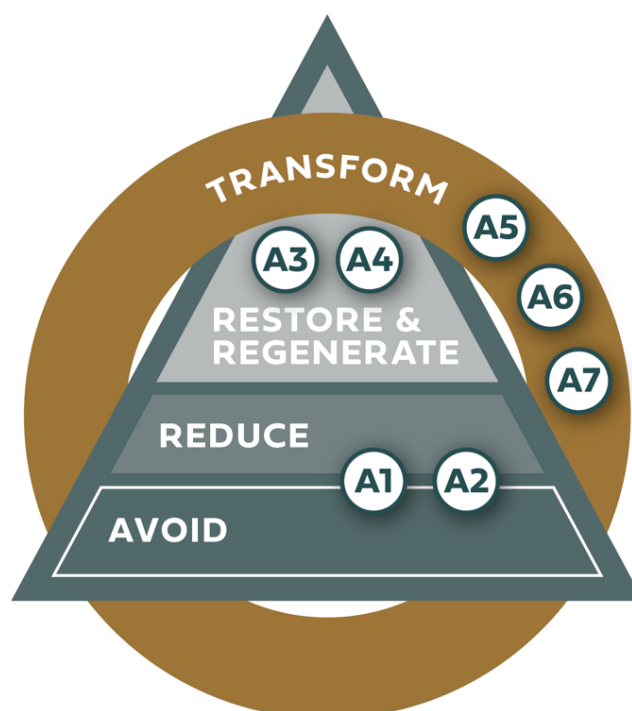 TRANSFORM
A5
A3 A4
A6
RESTORE &
REGENERATE
A7
REDUCE
A1 A2
AVOID